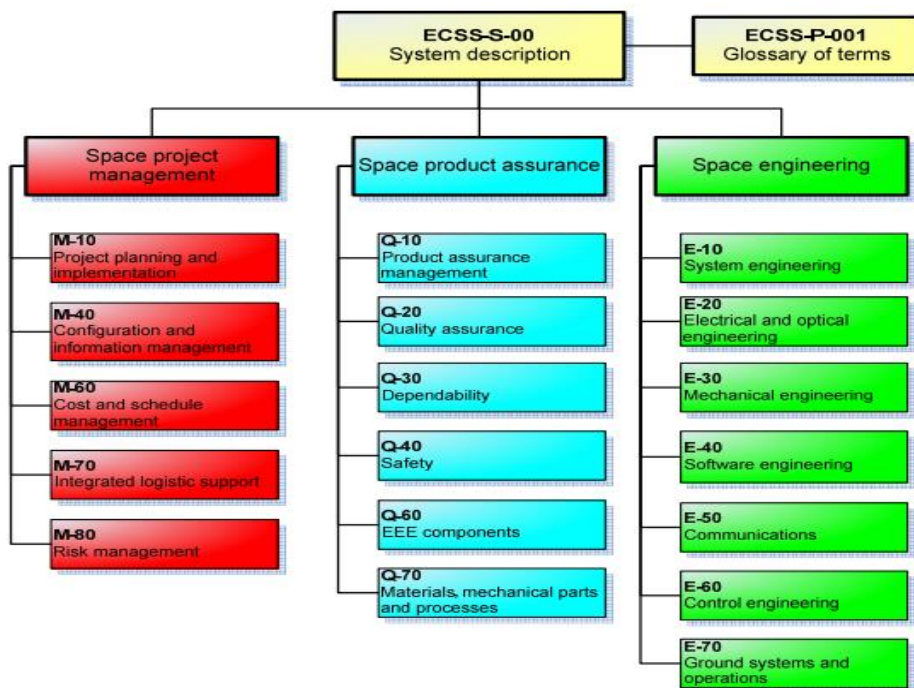 ECSS-S-00
System description
ECSS-P-001
Glossary of terms
Space project
management
M-10
Project planning and
implementation
M-40
Configuration and
information management
M-60
Cost and schedule
management
M-70
Integrated logistic support
M-80
Risk management
Space product assurance
Q-10
Product assurance
management
Q-20
Quality assurance
Q-30
Dependability
Q-40
Safety
Q-60
EEE components
Q-70
Materials, mechanical parts
and processes
Space engineering
E-10
System engineering
E-20
Electrical and optical
engineering
E-30
Mechanical engineering
E-40
Software engineering
E-50
Communications
E-60
Control engineering
E-70
Ground systems and
operations